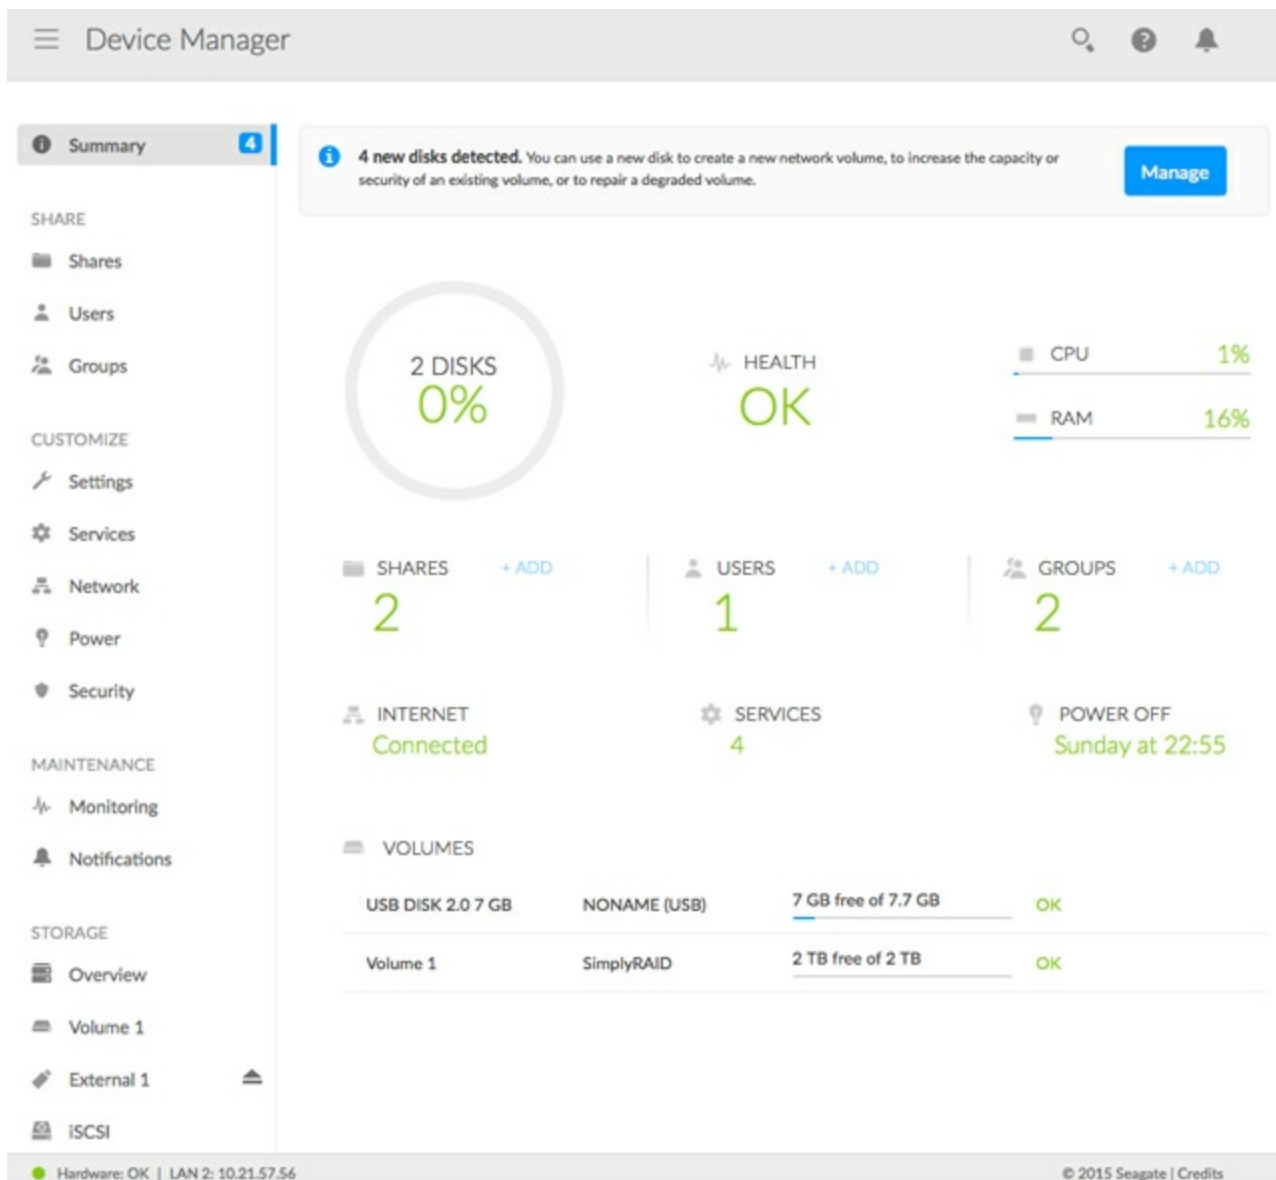 Device Manager
Summary 4
SHARE
Shares
Users
Groups
CUSTOMIZE
Settings
Services
Network
Power
Security
MAINTENANCE
Monitoring
Notifications
STORAGE
Overview
Volume 1
External 1
iSCSI
4 new disks detected. You can use a new disk to create a new network volume, to increase the capacity or
security of an existing volume, or to repair a degraded volume.
Manage
2 DISKS
0%
HEALTH
OK
CPU 1%
RAM 16%
SHARES + ADD
2
USERS + ADD
1
GROUPS + ADD
2
INTERNET
Connected
SERVICES
4
POWER OFF
Sunday at 22:55
VOLUMES
USB DISK 2.0 7 GB NONAME (USB) 7 GB free of 7.7 GB OK
Volume 1 SimplyRAID 2 TB free of 2 TB OK
Hardware: OK | LAN 2: 10.21.57.56
© 2015 Seagate | Credits